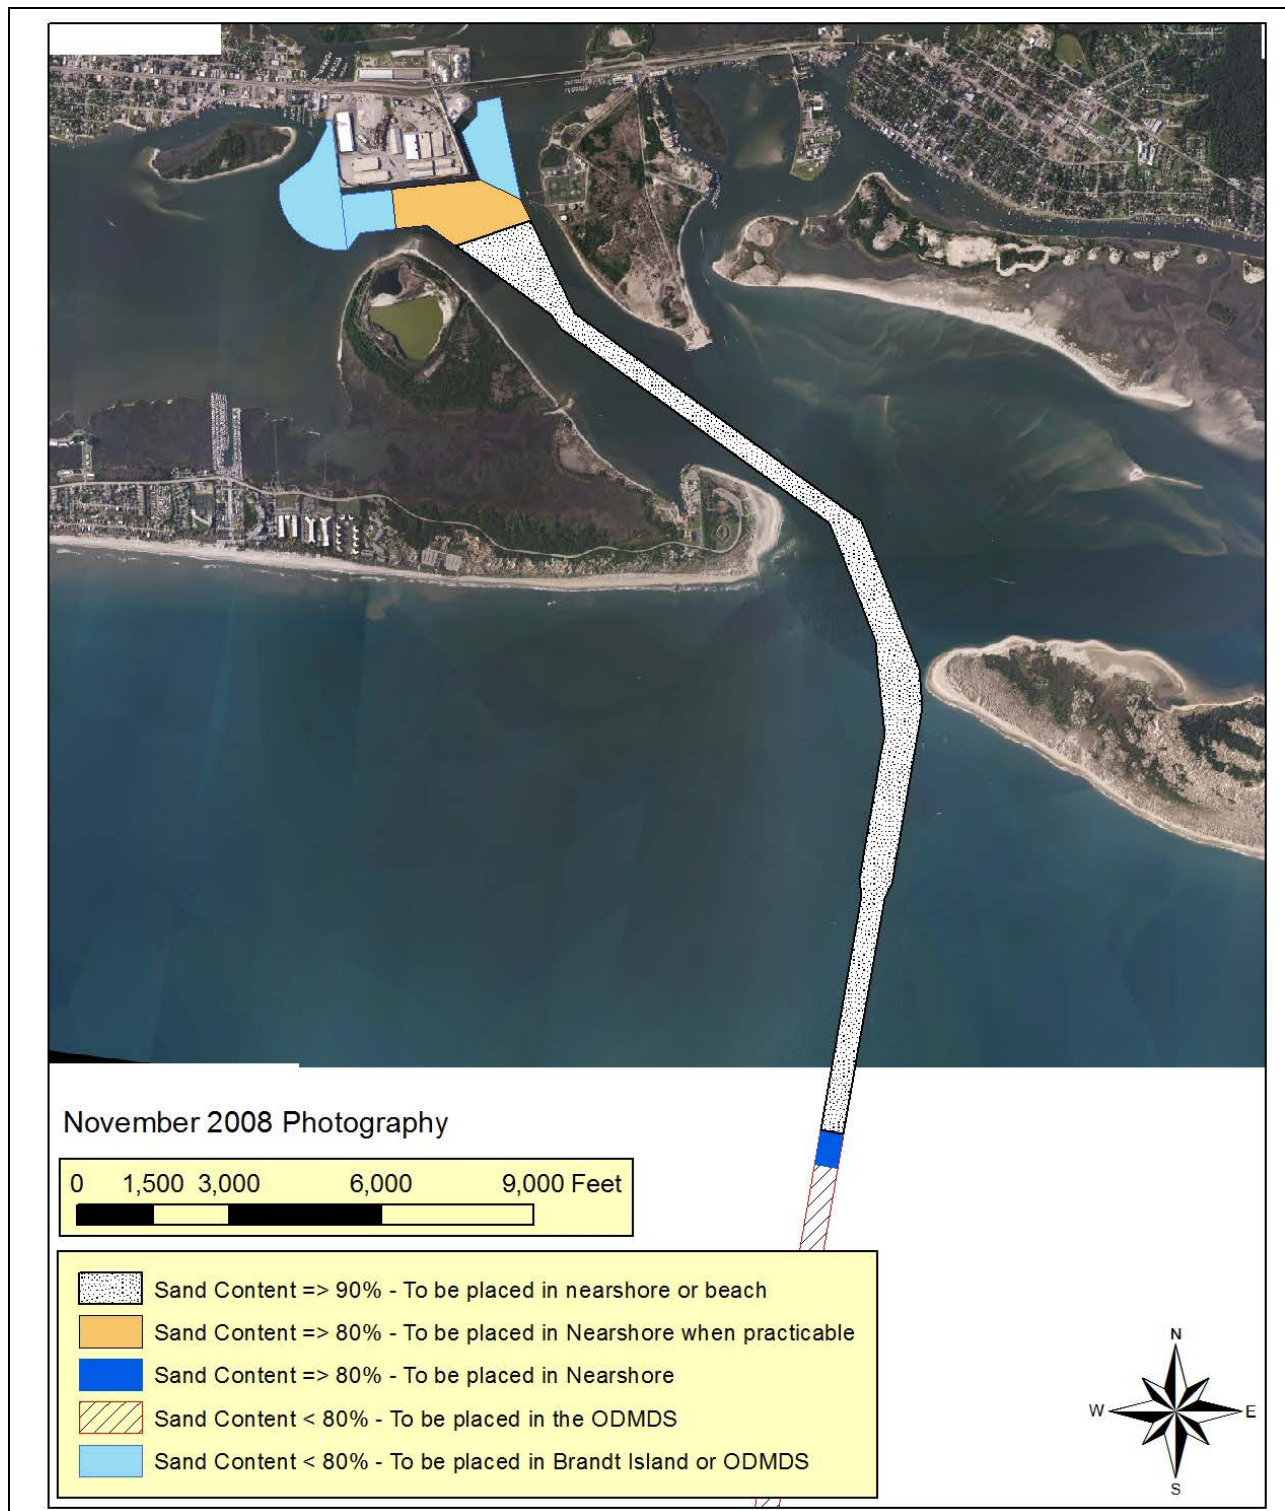 November 2008 Photography
0 1,500 3,000 6,000 9,000 Feet
Sand Content => 90% - To be placed in nearshore or beach
Sand Content => 80% - To be placed in Nearshore when practicable
Sand Content => 80% - To be placed in Nearshore
Sand Content < 80% - To be placed in the ODMDS
Sand Content < 80% - To be placed in Brandt Island or ODMDS
N
W E
S